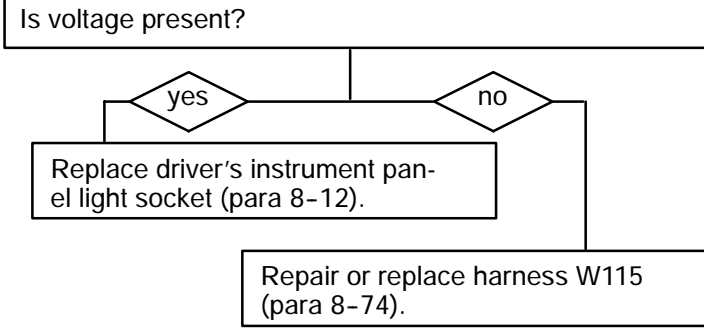 Is voltage present?
yes
no
Replace driver’s instrument pan-
el light socket (para 8-12).
Repair or replace harness W115
(para 8-74).